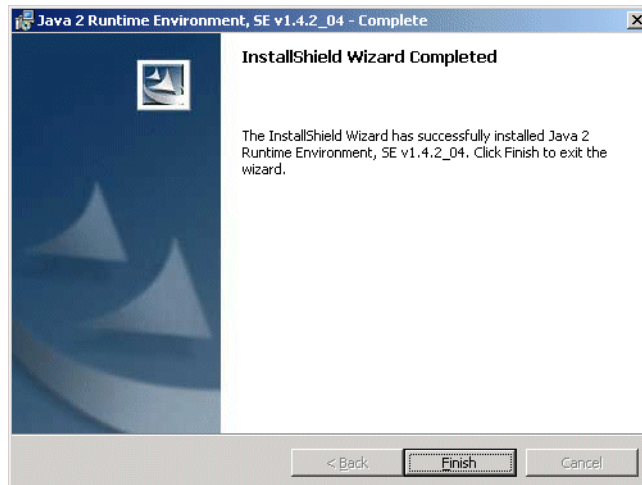 Java 2 Runtime Environment, SE v1.4.2_04 - Complete
InstallShield Wizard Completed
The InstallShield Wizard has successfully installed Java 2
Runtime Environment, SE v1.4.2_04. Click Finish to exit the
wizard.
< Back
Finish
Cancel